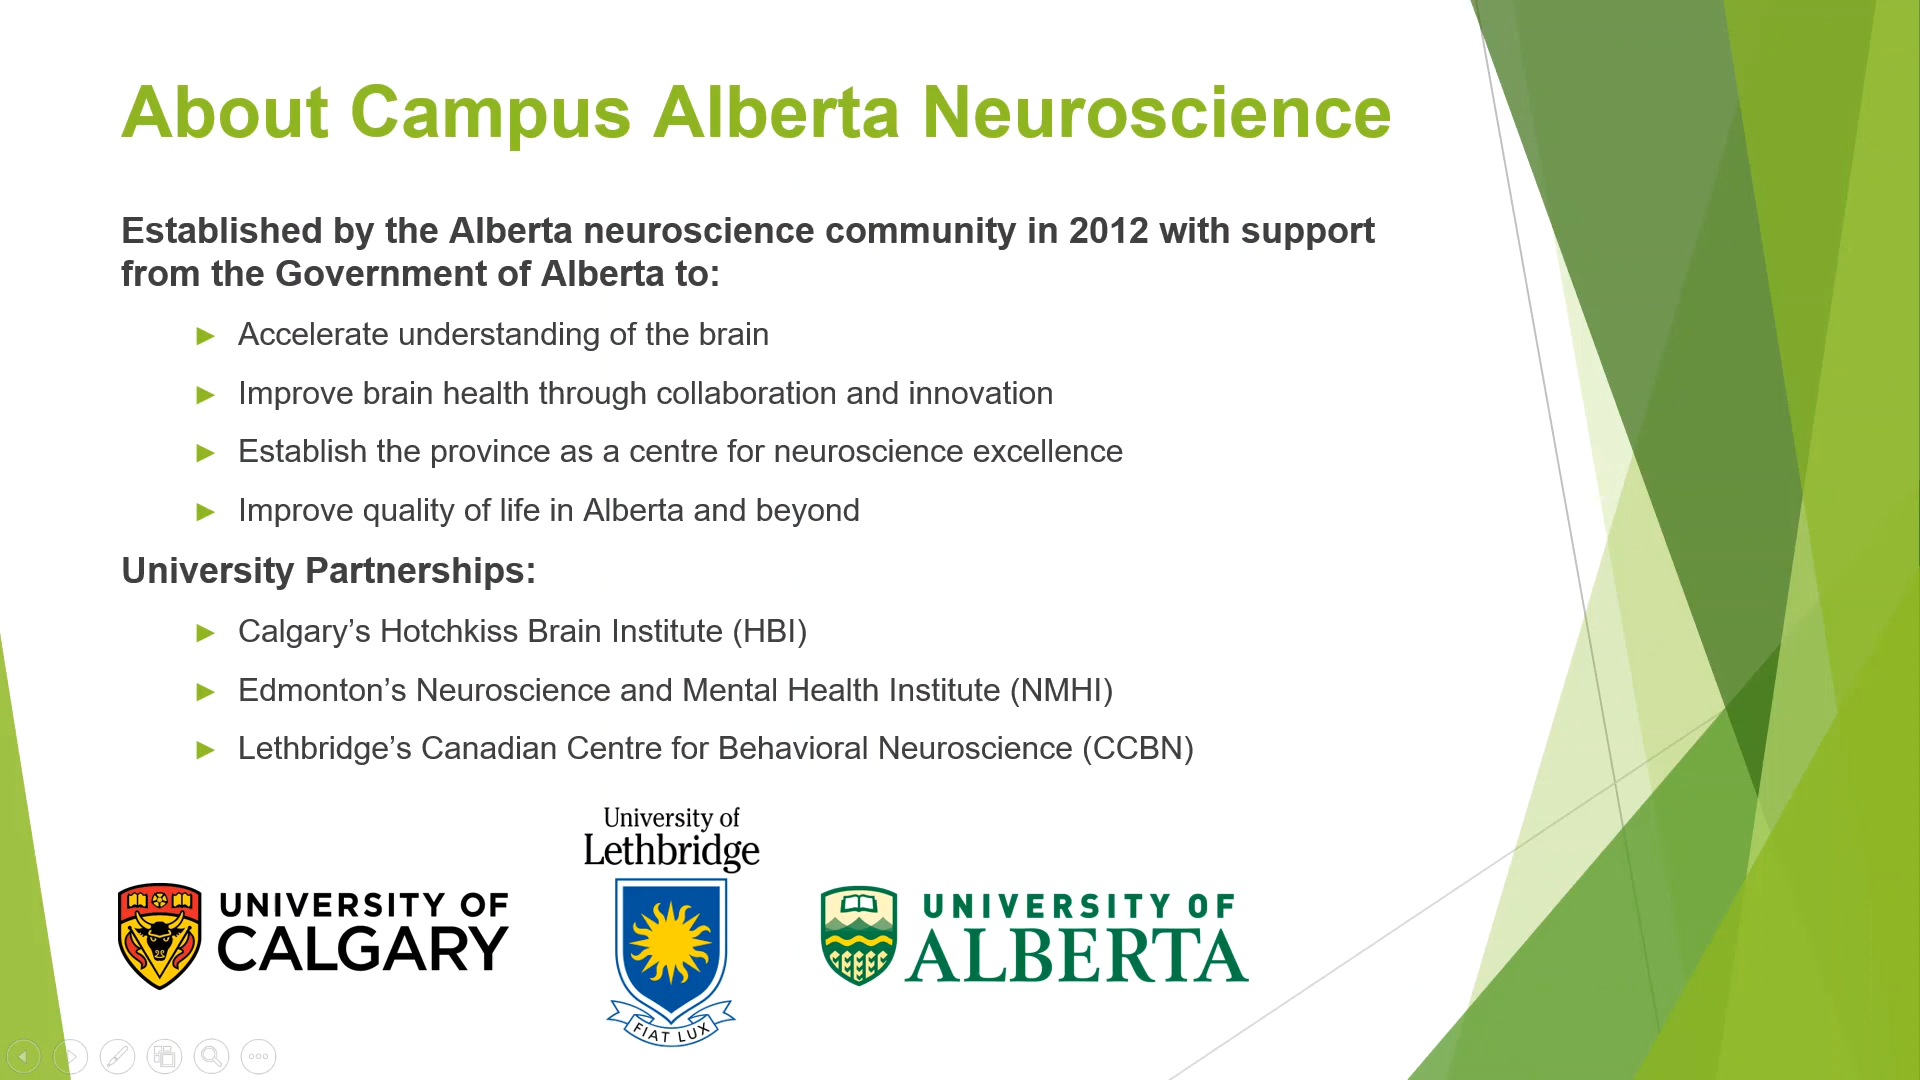 About Campus Alberta Neuroscience
Established by the Alberta neuroscience community in 2012 with support
from the Government of Alberta to:
► Accelerate understanding of the brain
► Improve brain health through collaboration and innovation
► Establish the province as a centre for neuroscience excellence
► Improve quality of life in Alberta and beyond
University Partnerships:
► Calgary’s Hotchkiss Brain Institute (HBI)
► Edmonton’s Neuroscience and Mental Health Institute (NMHI)
► Lethbridge’s Canadian Centre for Behavioral Neuroscience (CCBN)
UNIVERSITY OF
CALGARY
University of
Lethbridge
FIAT LUX
UNIVERSITY OF
ALBERTA